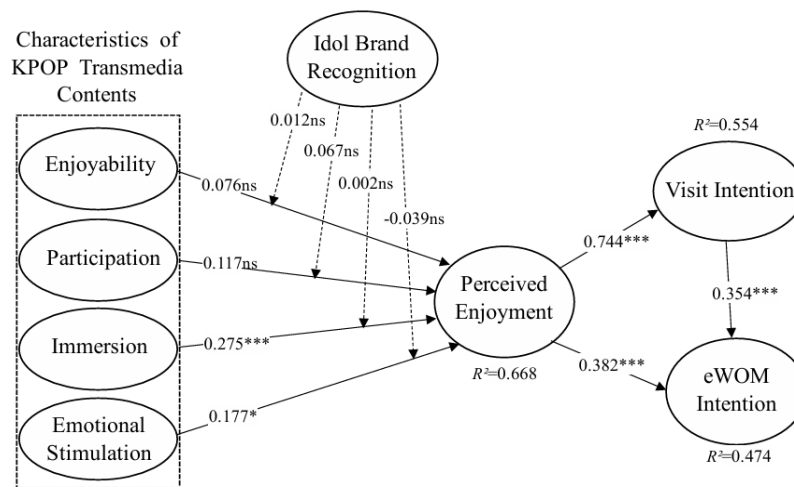 Characteristics of
KPOP Transmedia
Contents
Idol Brand
Recognition
0.012ns
0.067ns
0.002ns
-0.039ns
Enjoyability
0.076ns
Participation
0.117ns
Immersion
0.275***
Emotional
Stimulation
0.177*
Perceived
Enjoyment
R²=0.668
0.744***
0.382***
R²=0.554
Visit Intention
0.354***
eWOM
Intention
R²=0.474